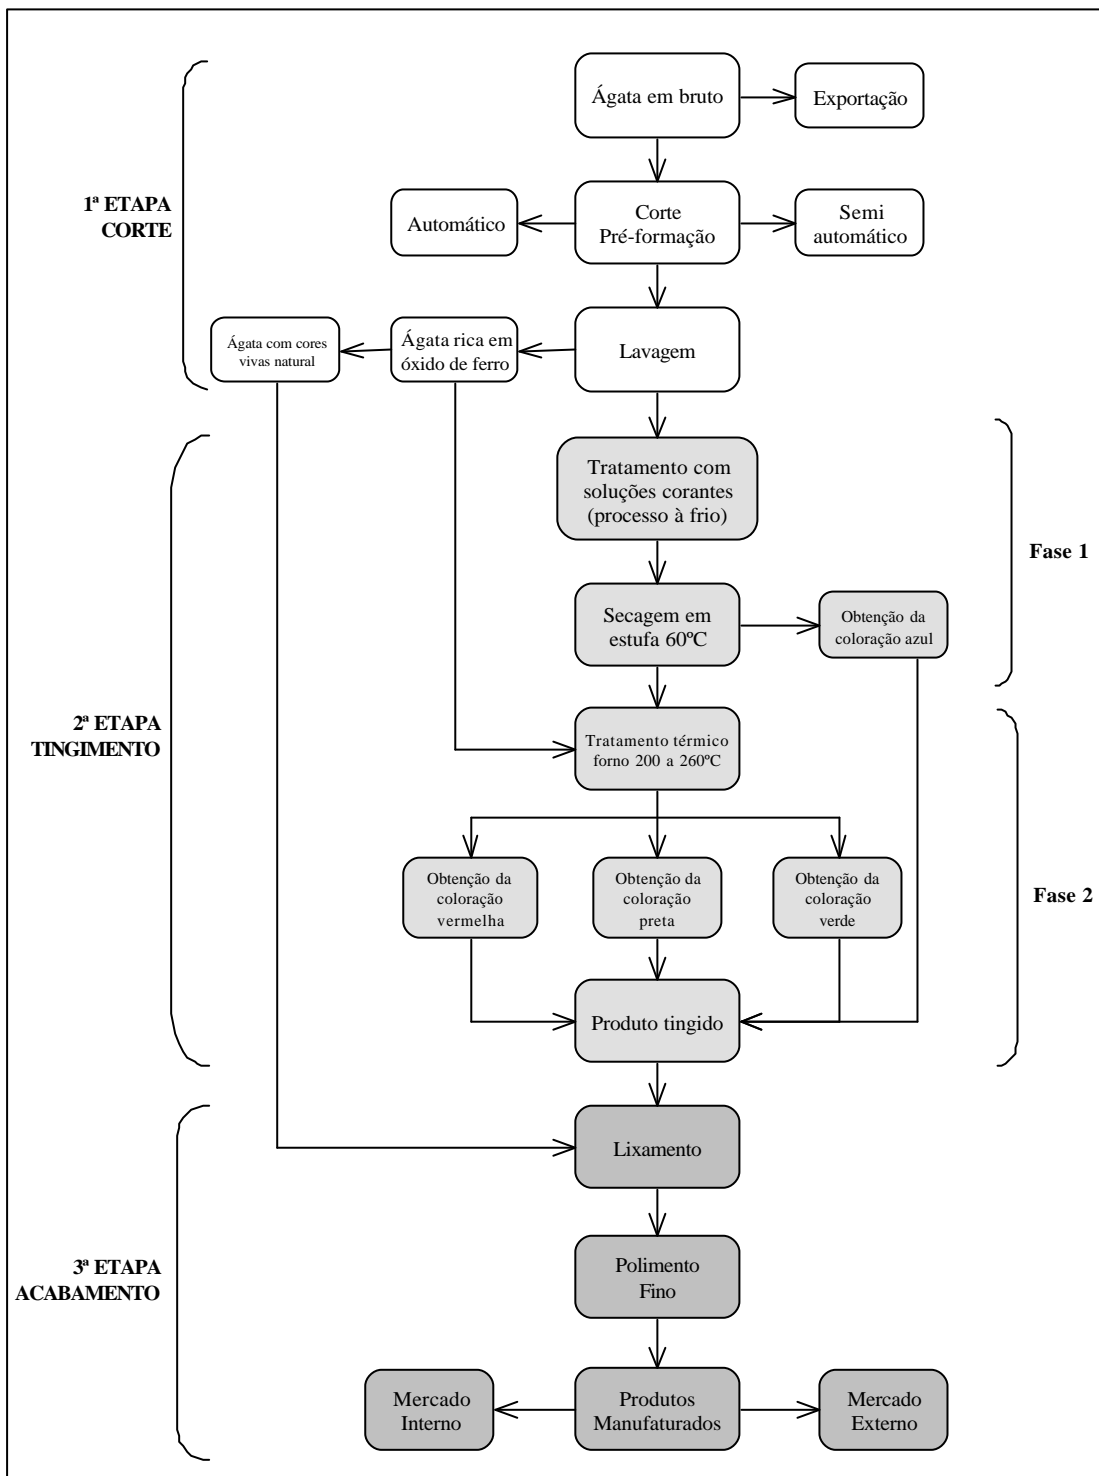 Ágata em bruto
Exportação
1ª ETAPA
CORTE
Automático
Corte
Pré-formação
Semi
automático
Ágata com cores
vivas natural
Ágata rica em
óxido de ferro
Lavagem
Tratamento com
soluções corantes
(processo à frio)
Fase 1
Secagem em
estufa 60ºC
Obtenção da
coloração azul
2ª ETAPA
TINGIMENTO
Tratamento térmico
forno 200 a 260ºC
Obtenção da
coloração
vermelha
Obtenção da
coloração
preta
Obtenção da
coloração
verde
Fase 2
Produto tingido
Lixamento
3ª ETAPA
ACABAMENTO
Polimento
Fino
Mercado
Interno
Produtos
Manufaturados
Mercado
Externo